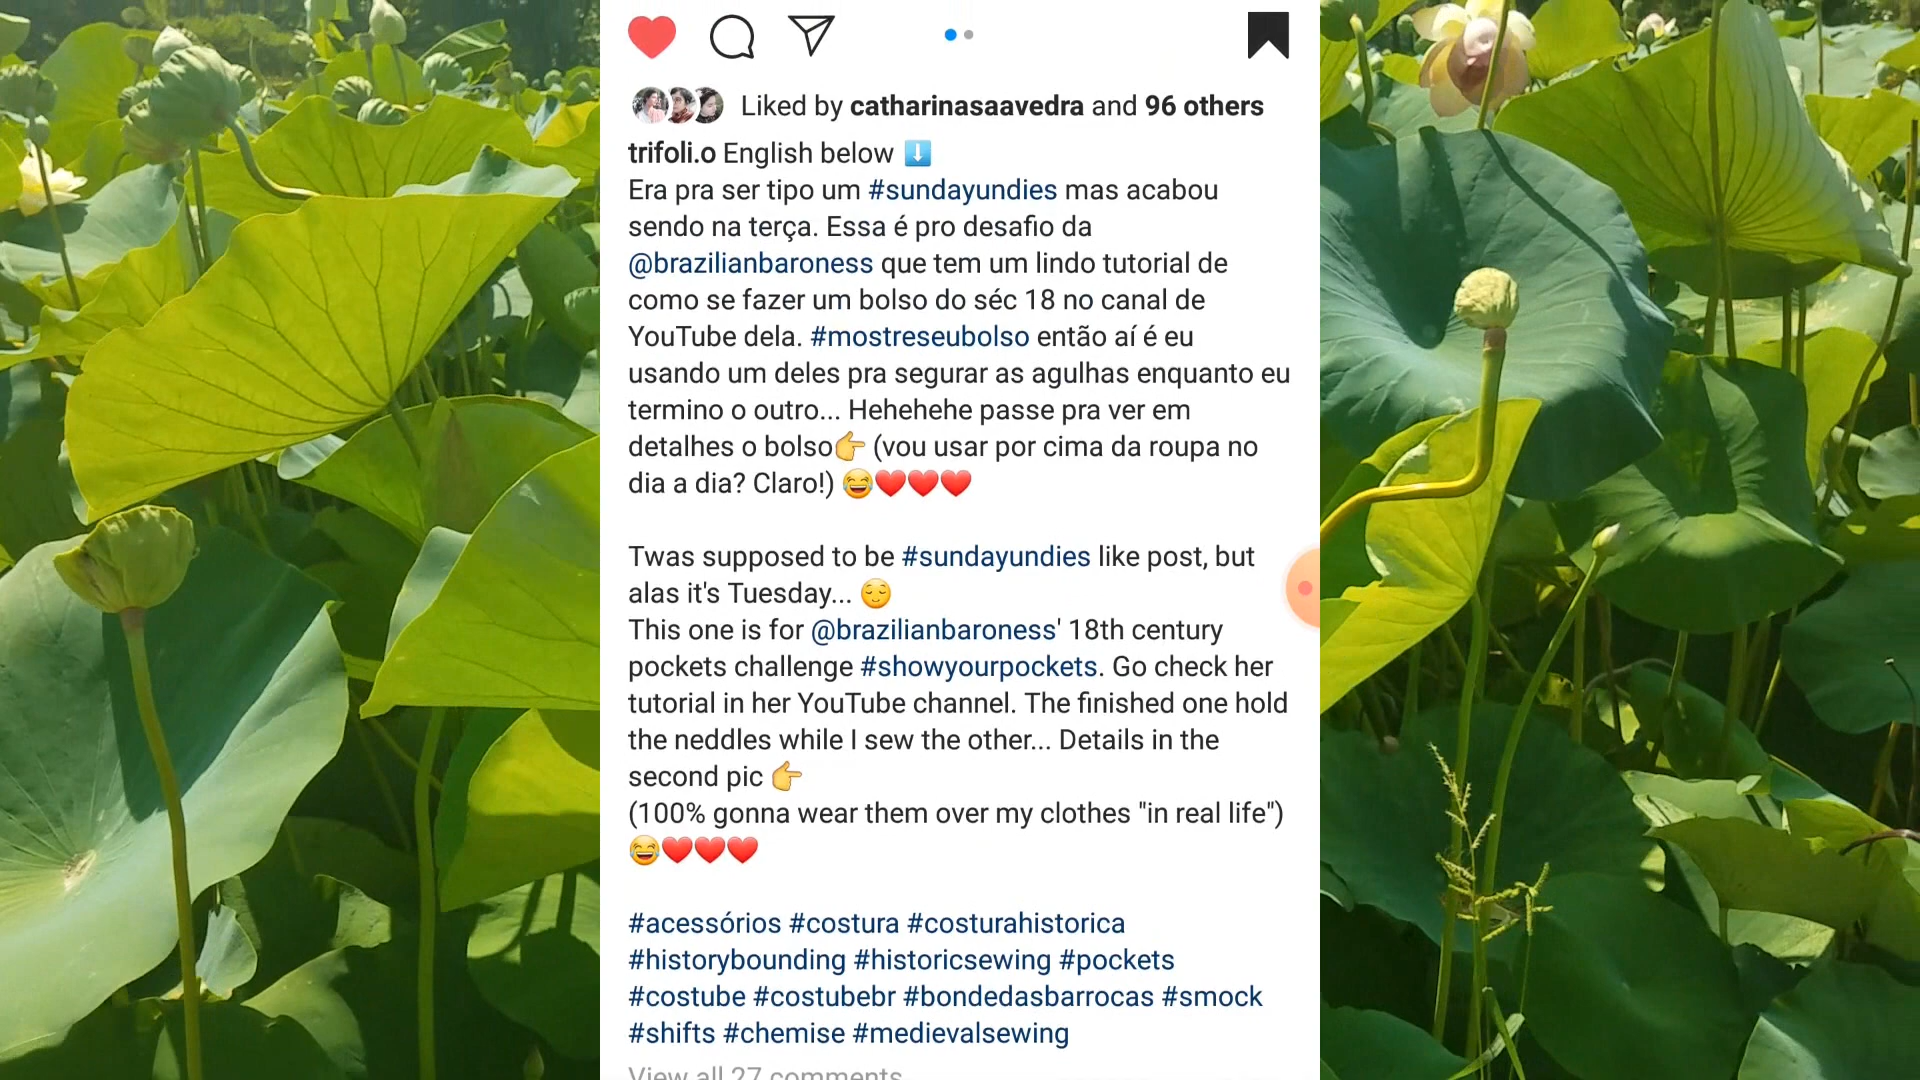 Liked by catharinasaavedra and 96 others
trifoli.o English below ⬇️
Era pra ser tipo um #sundayundies mas acabou
sendo na terça. Essa é pro desafio da
@brazilianbaroness que tem um lindo tutorial de
como se fazer um bolso do séc 18 no canal de
YouTube dela. #mostreseubolso então aí é eu
usando um deles pra segurar as agulhas enquanto eu
termino o outro... Hehehehe passe pra ver em
detalhes o bolso👉 (vou usar por cima da roupa no
dia a dia? Claro!) 😂❤️❤️❤️
Twas supposed to be #sundayundies like post, but
alas it's Tuesday... 😌
This one is for @brazilianbaroness' 18th century
pockets challenge #showyourpockets. Go check her
tutorial in her YouTube channel. The finished one hold
the neddles while I sew the other... Details in the
second pic 👉
(100% gonna wear them over my clothes "in real life")
😂❤️❤️❤️
#acessórios #costura #costurahistorica
#historybounding #historicsewing #pockets
#costube #costubebr #bondedasbarrocas #smock
#shifts #chemise #medievalsewing
View all 27 comments